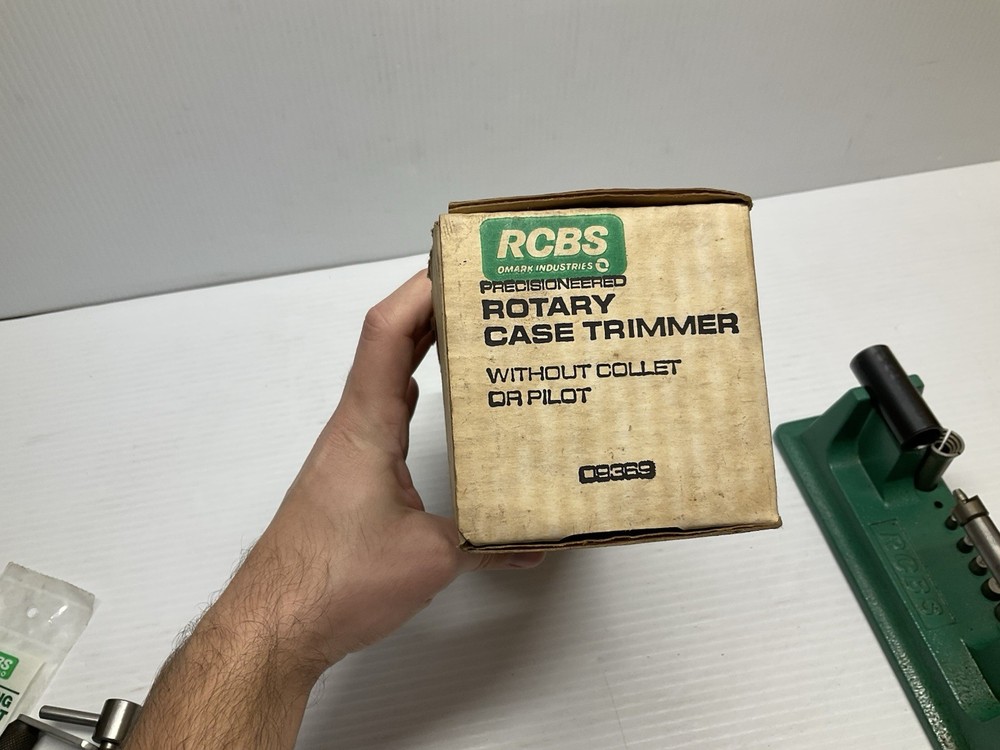 RCBS
OMARK INDUSTRIES
PRECISIONEERED
ROTARY
CASE TRIMMER
WITHOUT COLLET
OR PILOT
09369
RCBS